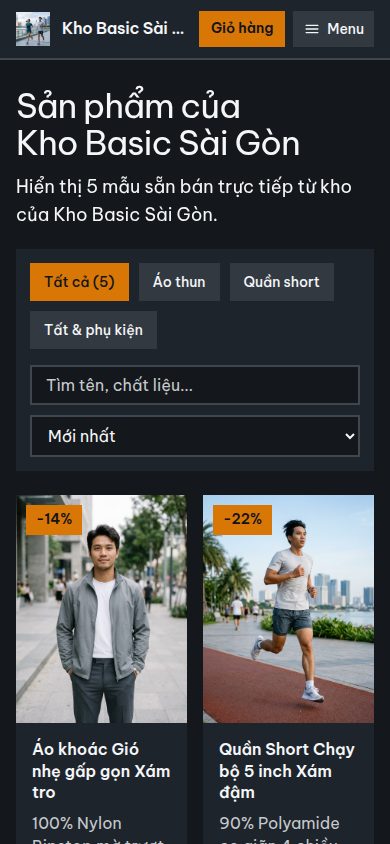 Kho Basic Sài ...
Giỏ hàng
Menu
Sản phẩm của
Kho Basic Sài Gòn
Hiển thị 5 mẫu sẵn bán trực tiếp từ kho
của Kho Basic Sài Gòn.
Tất cả (5)
Áo thun
Quần short
Tất & phụ kiện
Tìm tên, chất liệu...
Mới nhất
-14%
-22%
Áo khoác Gió
nhẹ gấp gọn Xám
tro
Quần Short Chạy
bộ 5 inch Xám
đậm
100% Nylon
90% Polyamide